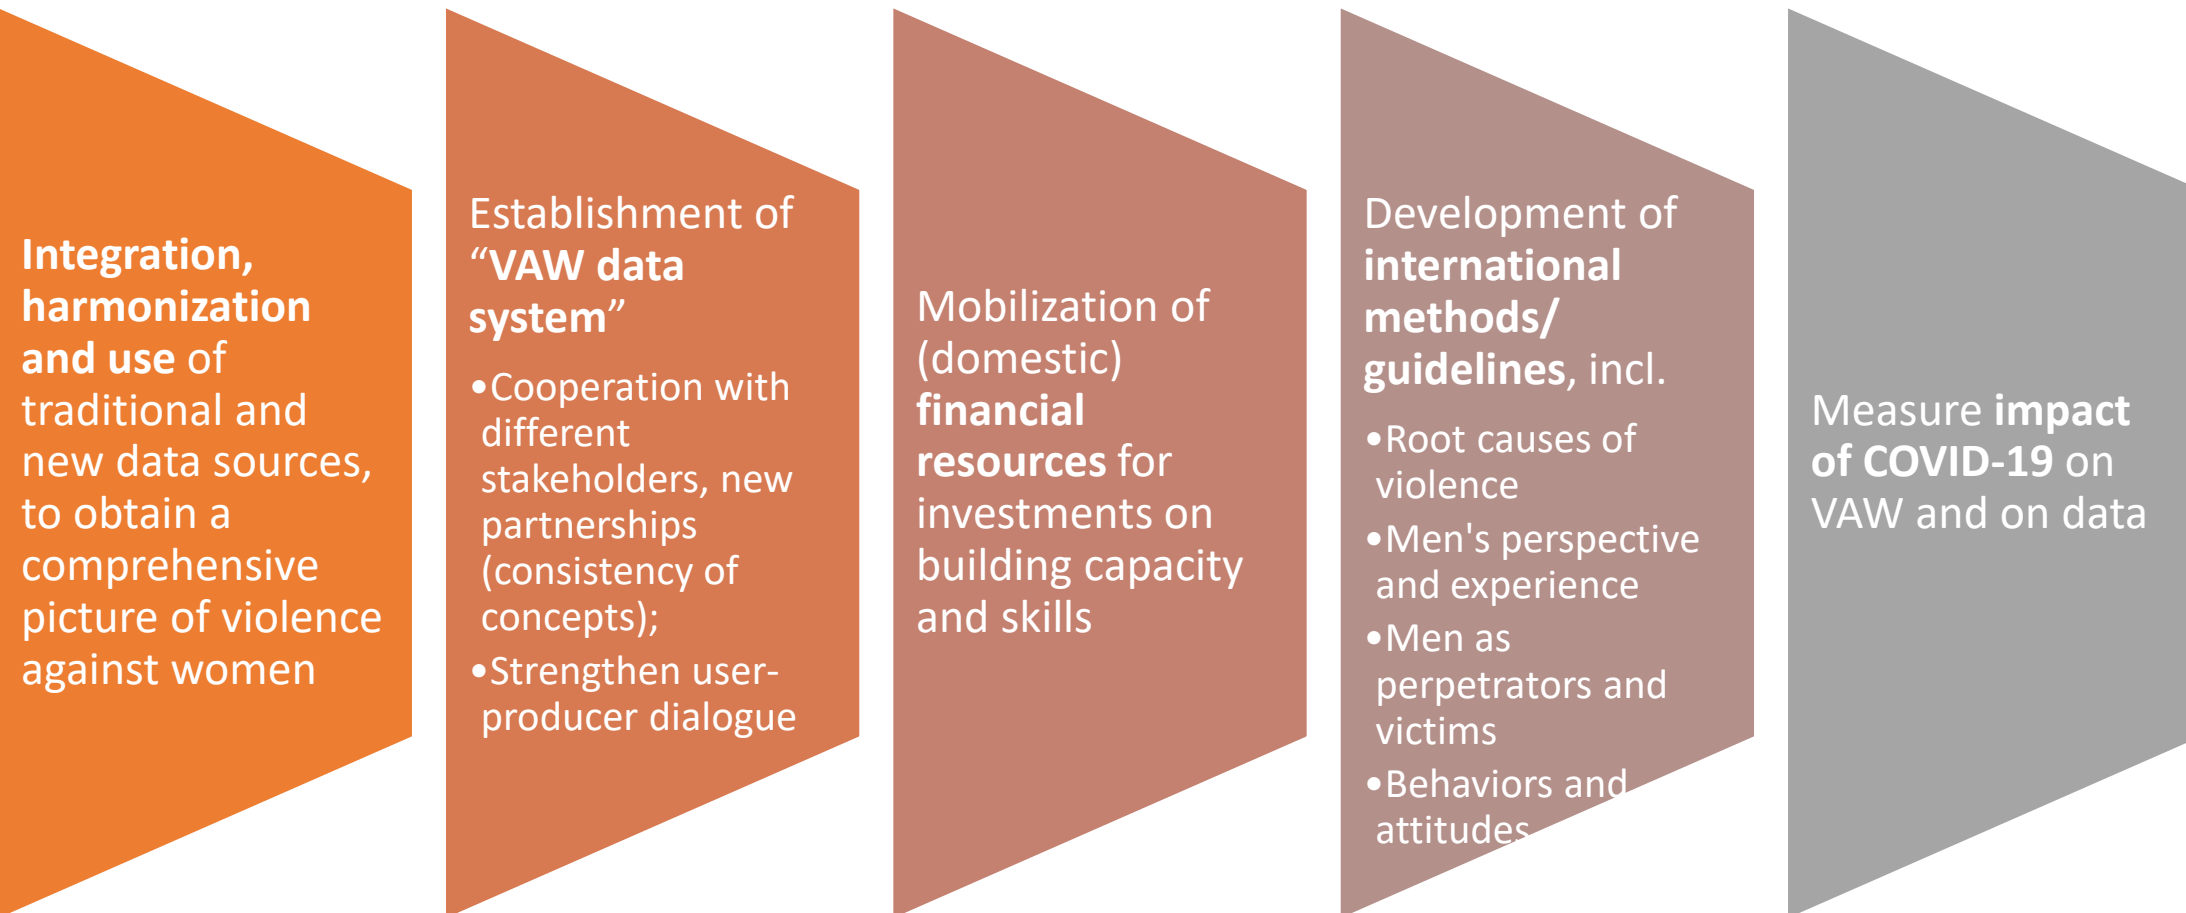 Integration,
harmonization
and use of
traditional and
new data sources,
to obtain a
comprehensive
picture of violence
against women
Establishment of
“VAW data
system”
•Cooperation with
different
stakeholders, new
partnerships
(consistency of
concepts);
•Strengthen user-
producer dialogue
Mobilization of
(domestic)
financial
resources for
investments on
building capacity
and skills
Development of
international
methods/
guidelines, incl.
•Root causes of
violence
•Men's perspective
and experience
•Men as
perpetrators and
victims
•Behaviors and
attitudes
Measure impact
of COVID-19 on
VAW and on data